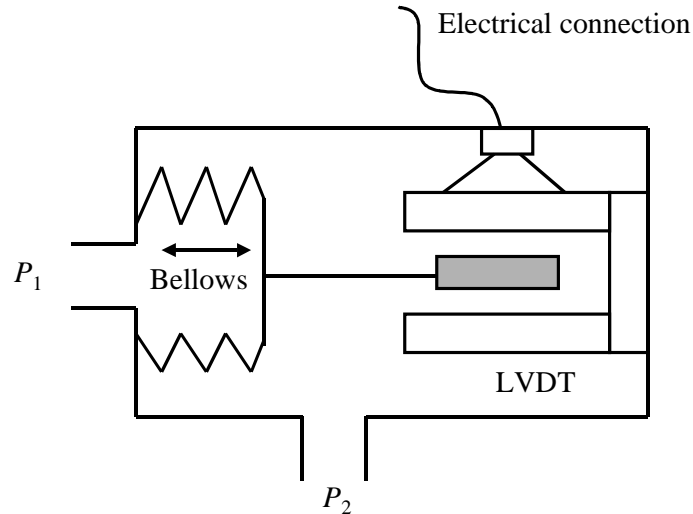 Electrical connection
P₁
Bellows
LVDT
P₂